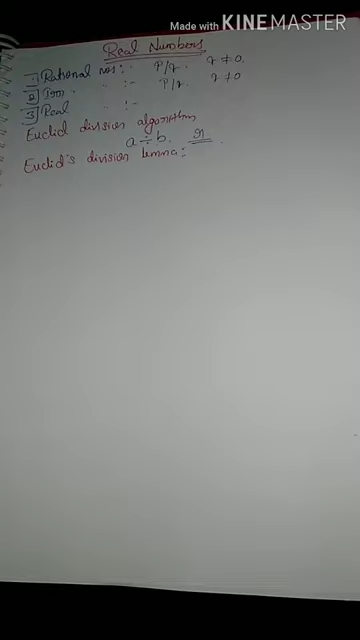 Made with KINEMASTER
Real Numbers
1) Rational nos:- P/q. q ≠ 0.
2) Irr " " :- P/q. q ≠ 0
3) Real " :-
Euclid division algorithm
a ÷ b. r
Euclid's division lemma: